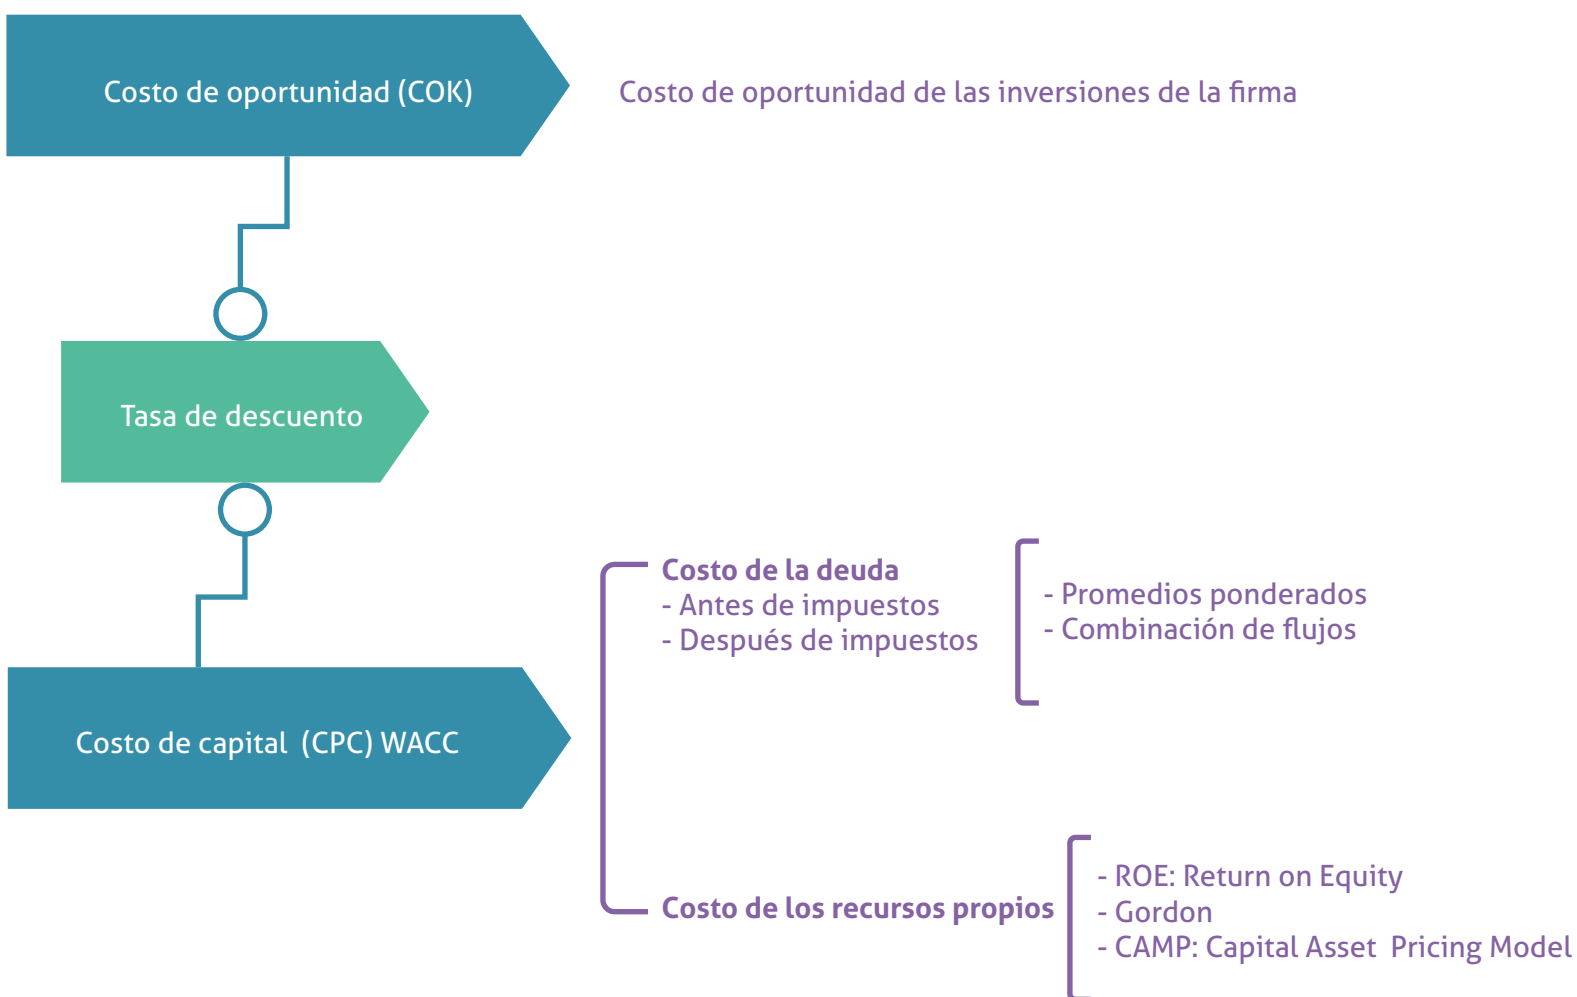 Costo de oportunidad (COK)
Costo de oportunidad de las inversiones de la firma
Tasa de descuento
Costo de capital (CPC) WACC
Costo de la deuda
- Antes de impuestos
- Después de impuestos
- Promedios ponderados
- Combinación de flujos
Costo de los recursos propios
- ROE: Return on Equity
- Gordon
- CAMP: Capital Asset Pricing Model